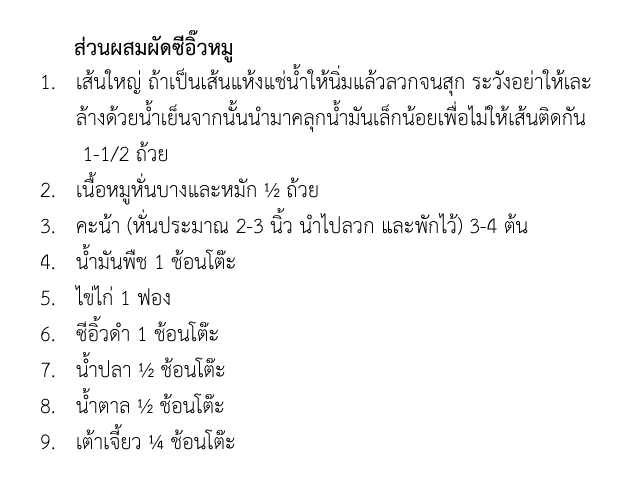 ส่วนผสมผัดซีอิ๊วหมู
1. เส้นใหญ่ ถ้าเป็นเส้นแห้งแช่น้ำให้นิ่มแล้วลวกจนสุก ระวังอย่าให้เละ
ล้างด้วยน้ำเย็นจากนั้นนำมาคลุกน้ำมันเล็กน้อยเพื่อไม่ให้เส้นติดกัน
1-1/2 ถ้วย
2. เนื้อหมูหั่นบางและหมัก ½ ถ้วย
3. คะน้า (หั่นประมาณ 2-3 นิ้ว นำไปลวก และพักไว้) 3-4 ต้น
4. น้ำมันพืช 1 ช้อนโต๊ะ
5. ไข่ไก่ 1 ฟอง
6. ซีอิ้วดำ 1 ช้อนโต๊ะ
7. น้ำปลา ½ ช้อนโต๊ะ
8. น้ำตาล ½ ช้อนโต๊ะ
9. เต้าเจี้ยว ¼ ช้อนโต๊ะ